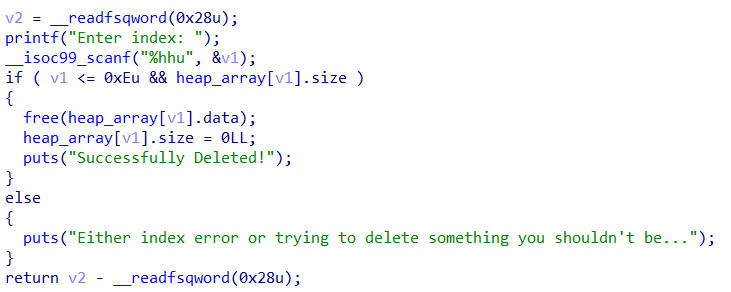 v2 = __readfsqword(0x28u);
printf("Enter index: ");
__isoc99_scanf("%hhu", &v1);
if ( v1 <= 0xEu && heap_array[v1].size )
{
  free(heap_array[v1].data);
  heap_array[v1].size = 0LL;
  puts("Successfully Deleted!");
}
else
{
  puts("Either index error or trying to delete something you shouldn't be...");
}
return v2 - __readfsqword(0x28u);